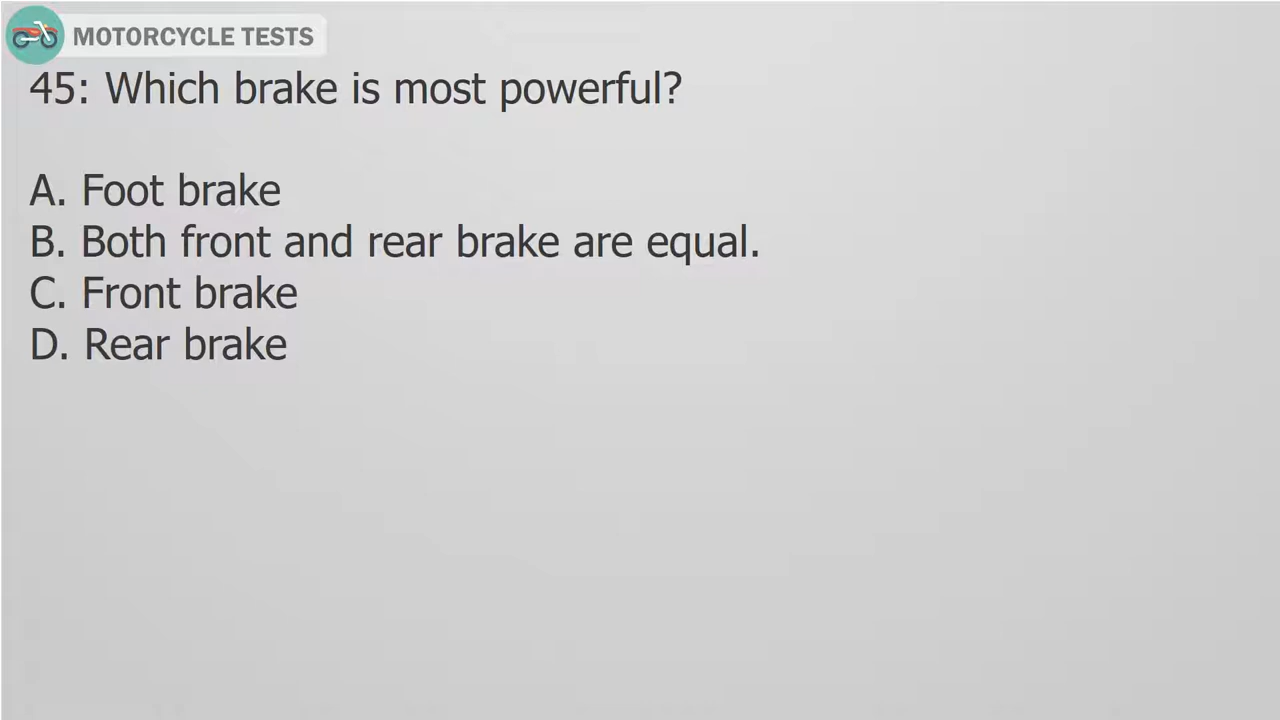 MOTORCYCLE TESTS
45: Which brake is most powerful?
A. Foot brake
B. Both front and rear brake are equal.
C. Front brake
D. Rear brake